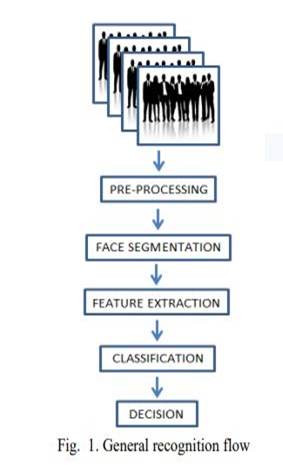 PRE-PROCESSING
FACE SEGMENTATION
FEATURE EXTRACTION
CLASSIFICATION
DECISION
Fig. 1. General recognition flow